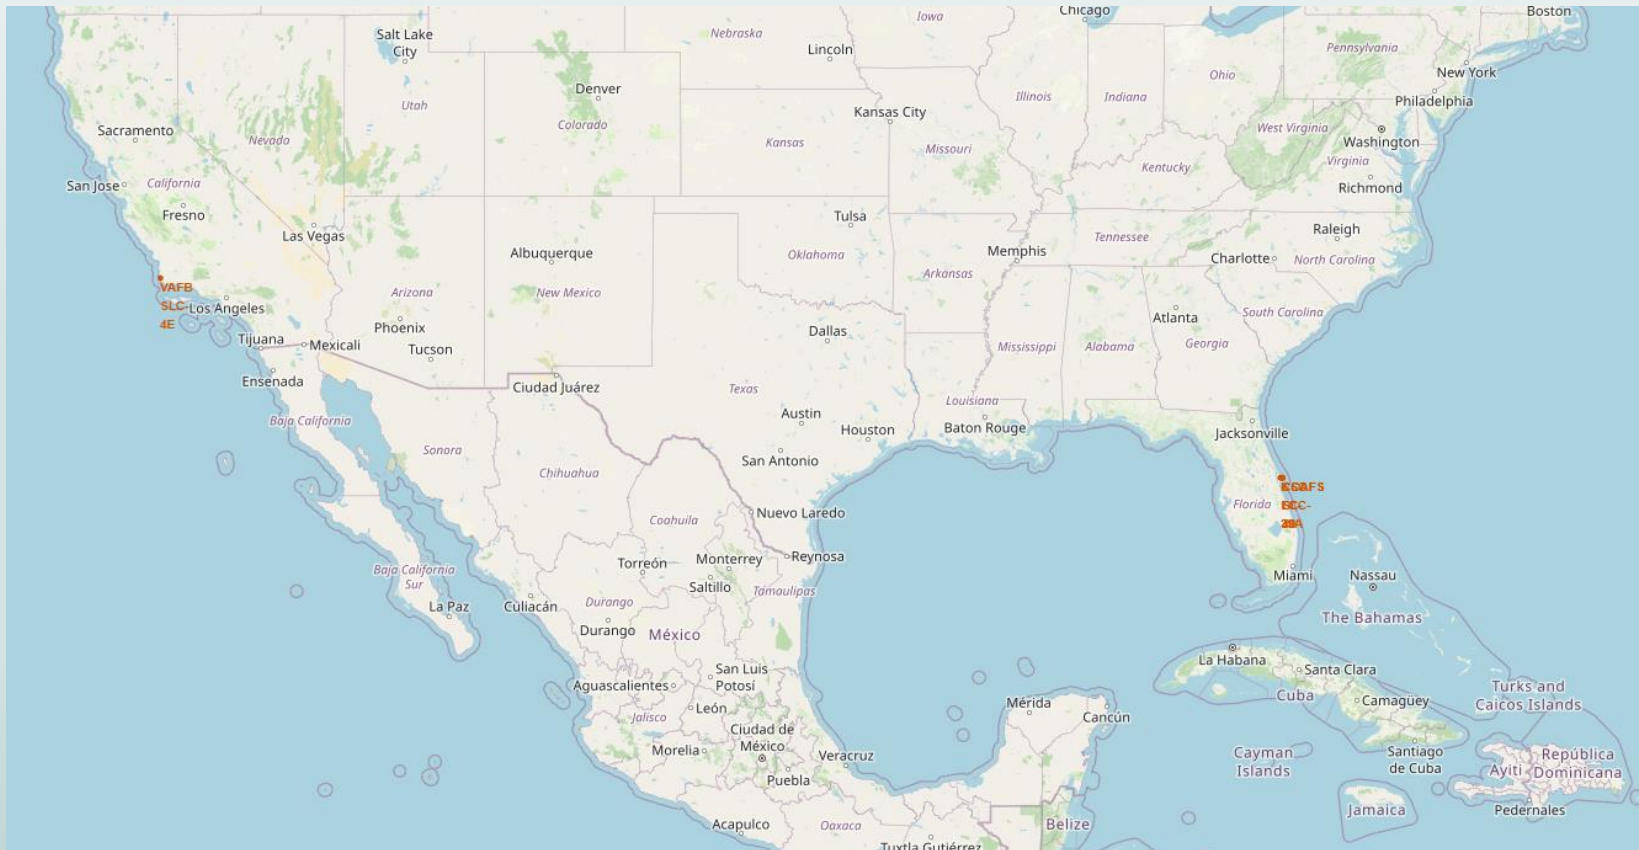 Chicago
Iowa
Boston
Salt Lake
City
Nebraska
Lincoln
Pennsylvania
New York
Denver
Ohio
Utah
Illinois
Indiana
Philadelphia
Kansas City
Colorado
Sacramento
Nevada
Kansas
Missouri
West Virginia
Washington
Kentucky
Virginia
San Jose
California
Richmond
Fresno
Tulsa
Las Vegas
Raleigh
Tennessee
Albuquerque
Oklahoma
Memphis
Charlotte
North Carolina
Arkansas
VAFB
SLC-
4E
Los Angeles
Arizona
New Mexico
Atlanta
South Carolina
Phoenix
Dallas
Tijuana
Mexicali
Tucson
Mississippi
Alabama
Georgia
Ensenada
Ciudad Juárez
Texas
Louisiana
Baja California
Austin
Houston
Baton Rouge
Jacksonville
Sonora
San Antonio
Chihuahua
Florida
Nuevo Laredo
Coahuila
Torreón
Monterrey
Reynosa
Baja California
Sur
Saltillo
Tamaulipas
Miami
Nassau
La Paz
Culiacán
Durango
The Bahamas
Durango
México
La Habana
Santa Clara
San Luis
Potosí
Aguascalientes
Turks and
Caicos Islands
Cuba
Camagüey
León
Mérida
Cancún
Jalisco
Ciudad de
México
Morelia
Veracruz
Cayman
Islands
Santiago
de Cuba
República
Dominicana
Ayiti
Puebla
Pedernales
Jamaica
Acapulco
Oaxaca
Belize
Tuxtla Gutiérrez